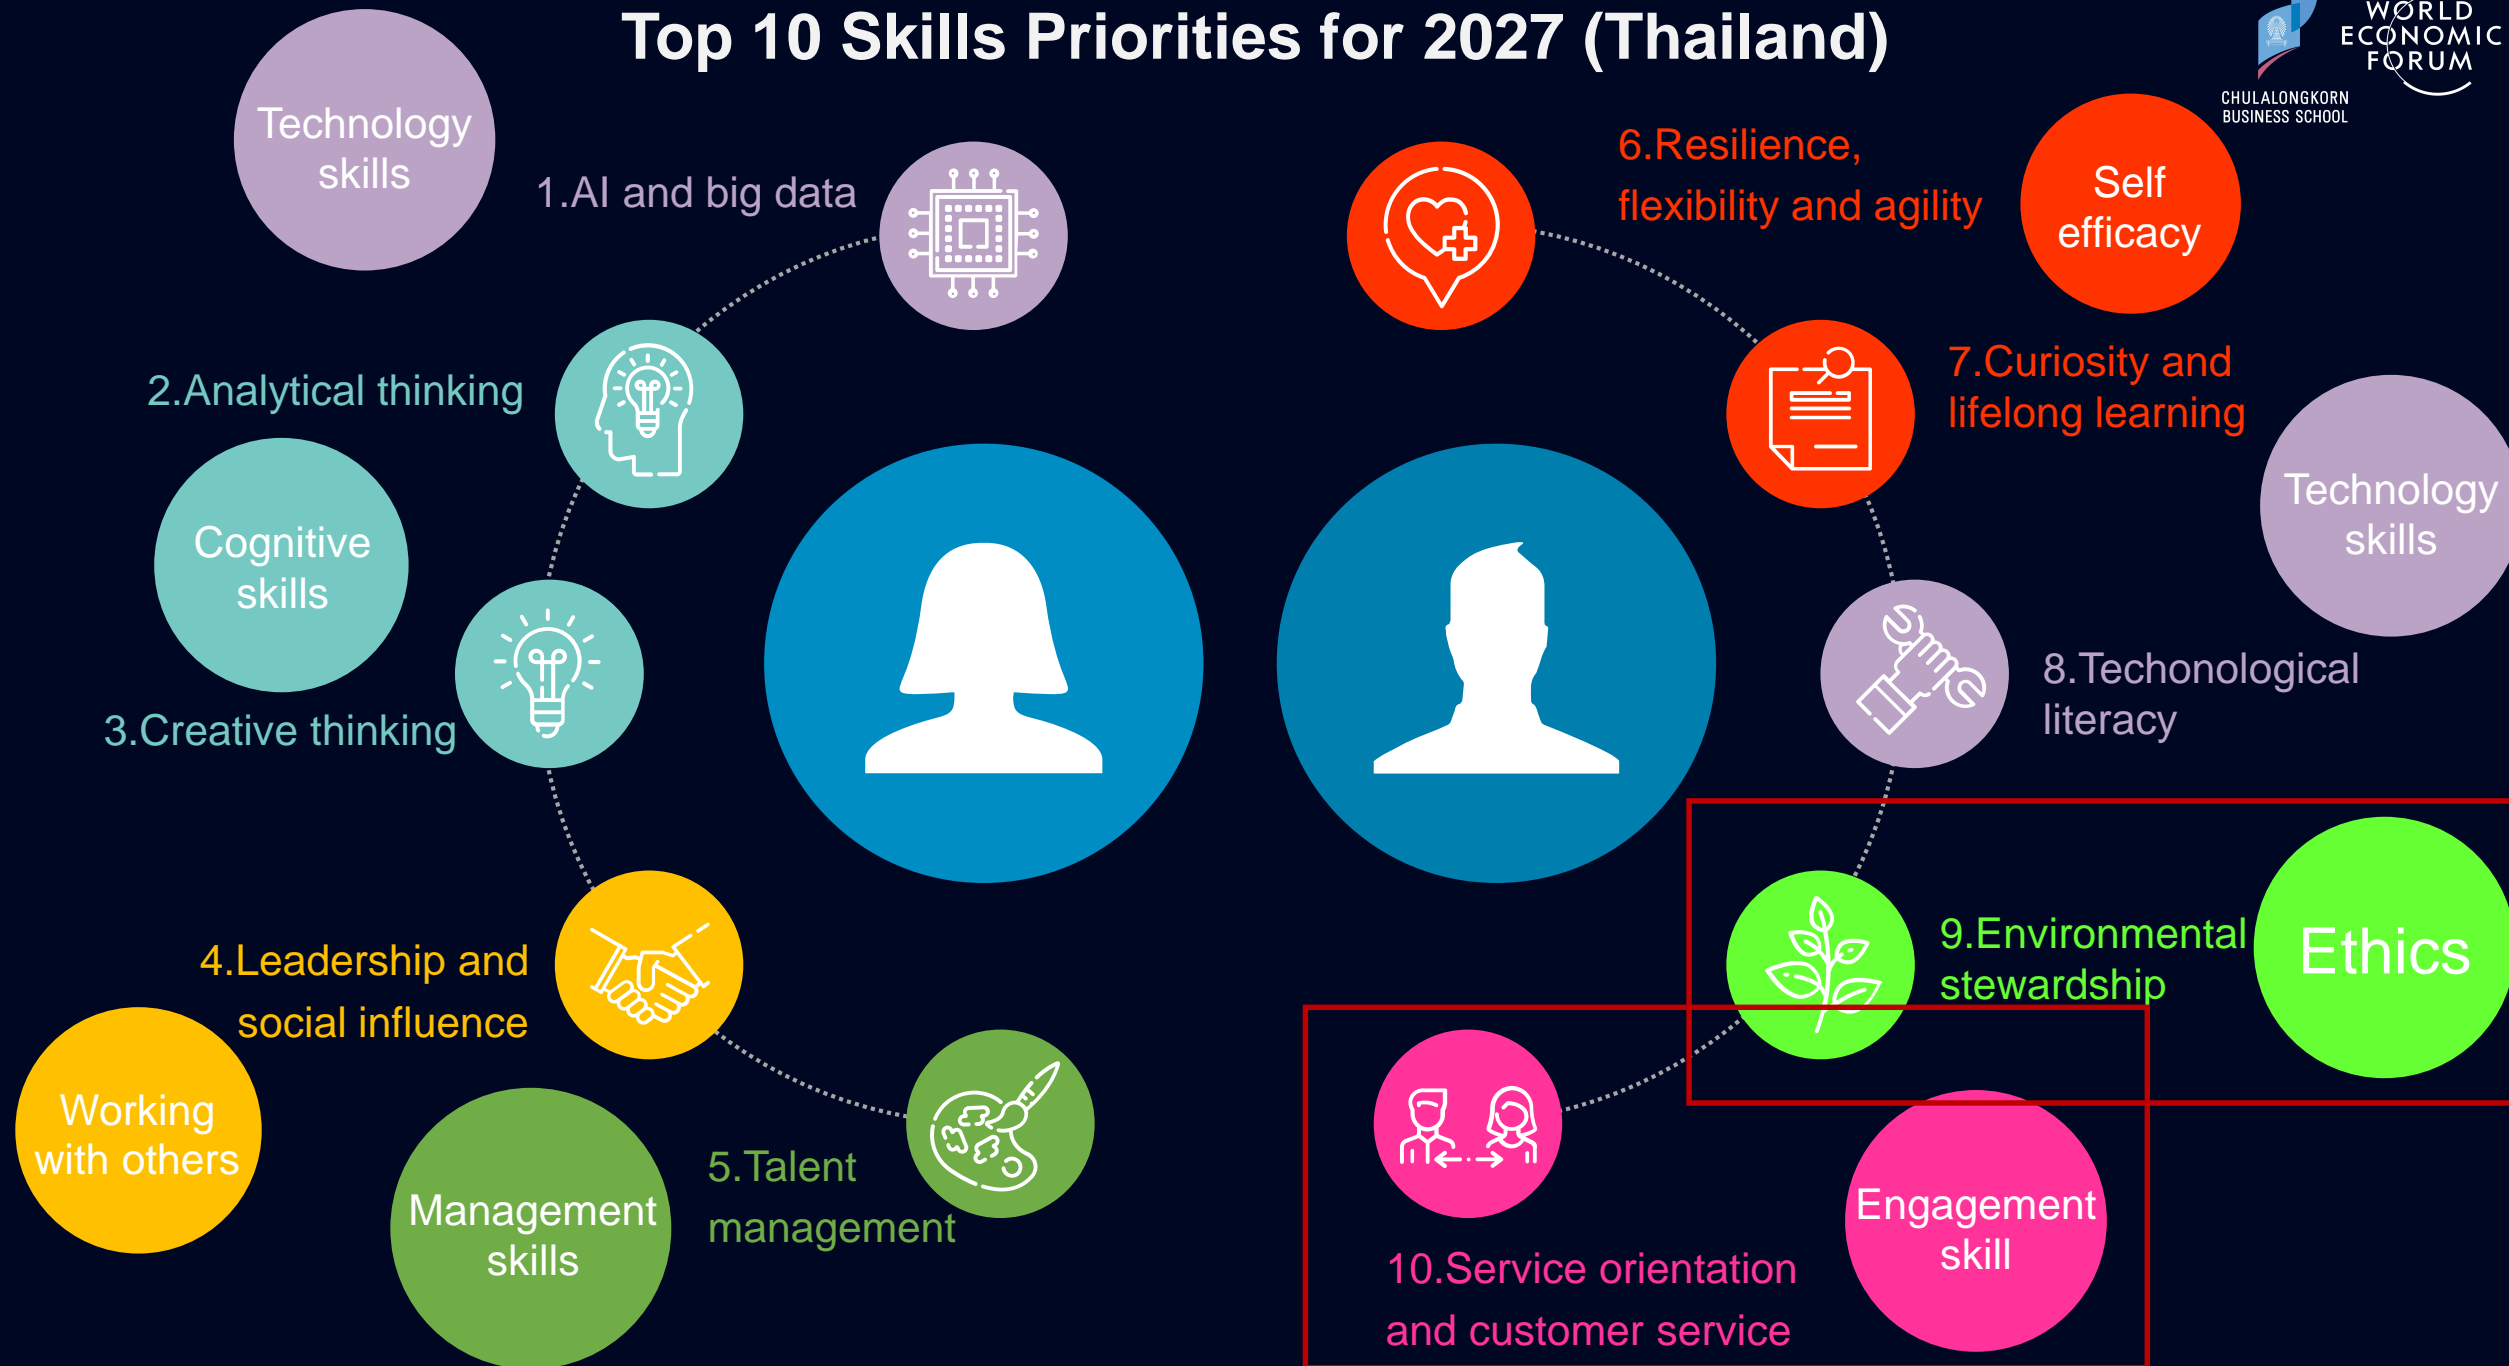 Top 10 Skills Priorities for 2027 (Thailand)
WORLD
ECONOMIC
FORUM
CHULALONGKORN
BUSINESS SCHOOL
Technology
skills
1.AI and big data
2.Analytical thinking
Cognitive
skills
3.Creative thinking
4.Leadership and
social influence
Working
with others
Management
skills
5.Talent
management
6.Resilience,
flexibility and agility
Self
efficacy
7.Curiosity and
lifelong learning
Technology
skills
8.Techonological
literacy
9.Environmental
stewardship
Ethics
10.Service orientation
and customer service
Engagement
skill